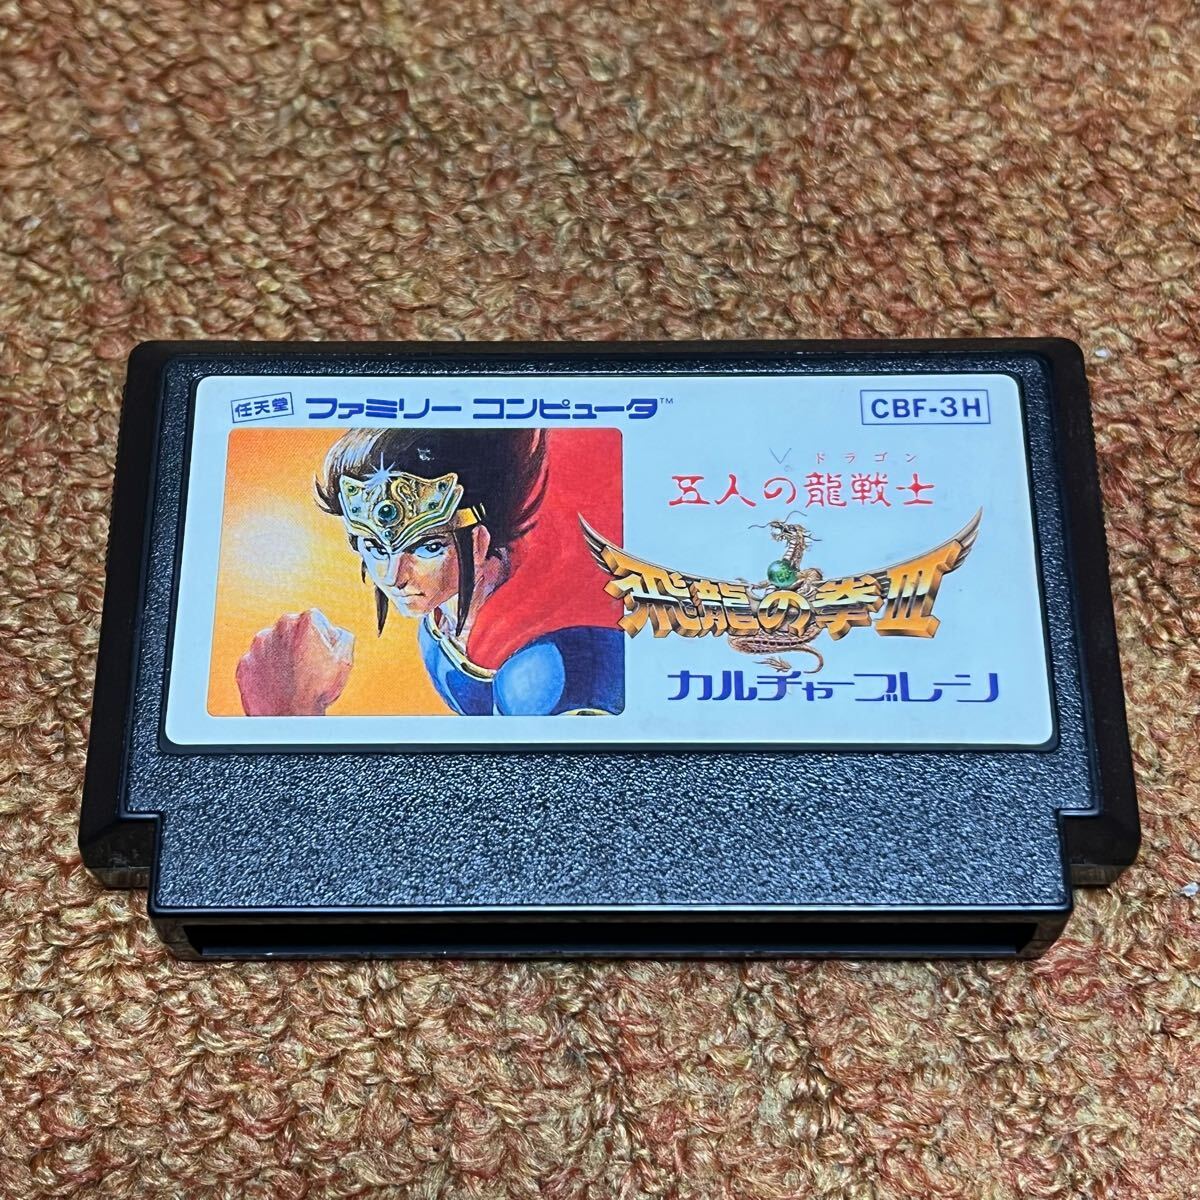 任天堂 ファミリー コンピュータ™
CBF-3H
ドラゴン
五人の龍戦士
飛龍の拳III
カルチャーブレーン